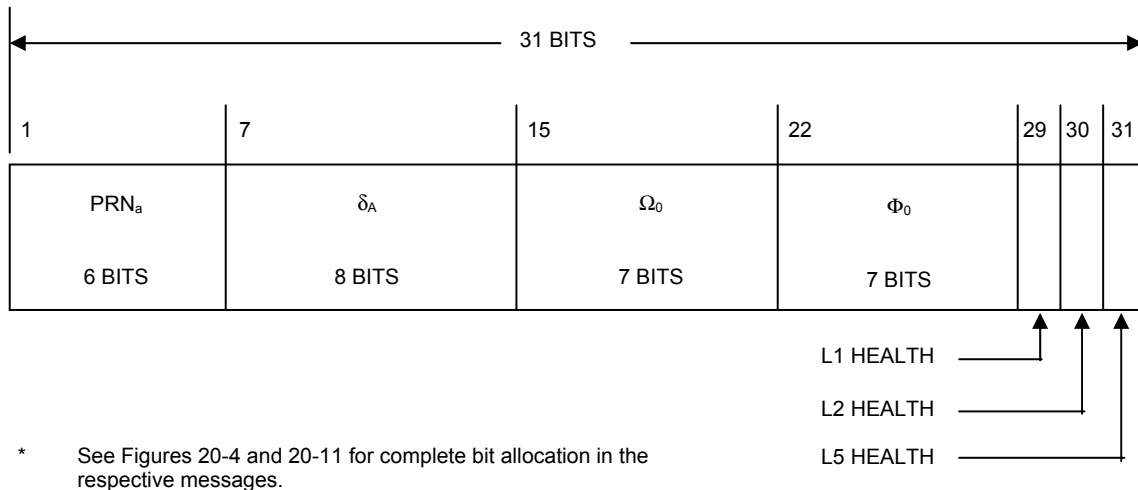 31 BITS
1 7 15 22 29 30 31
PRNa δA Ω0 Φ0
6 BITS 8 BITS 7 BITS 7 BITS
L1 HEALTH
L2 HEALTH
L5 HEALTH
* See Figures 20-4 and 20-11 for complete bit allocation in the
respective messages.